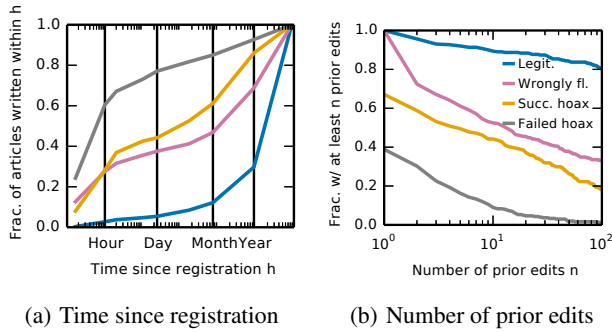 Frac. of articles written within h
1.0
0.8
0.6
0.4
0.2
0.0
Hour Day Month Year
Time since registration h
(a) Time since registration
Frac. w/ at least n prior edits
1.0
0.8
0.6
0.4
0.2
0.0
Legit.
Wrongly fl.
Succ. hoax
Failed hoax
10^0 10^1 10^2
Number of prior edits n
(b) Number of prior edits